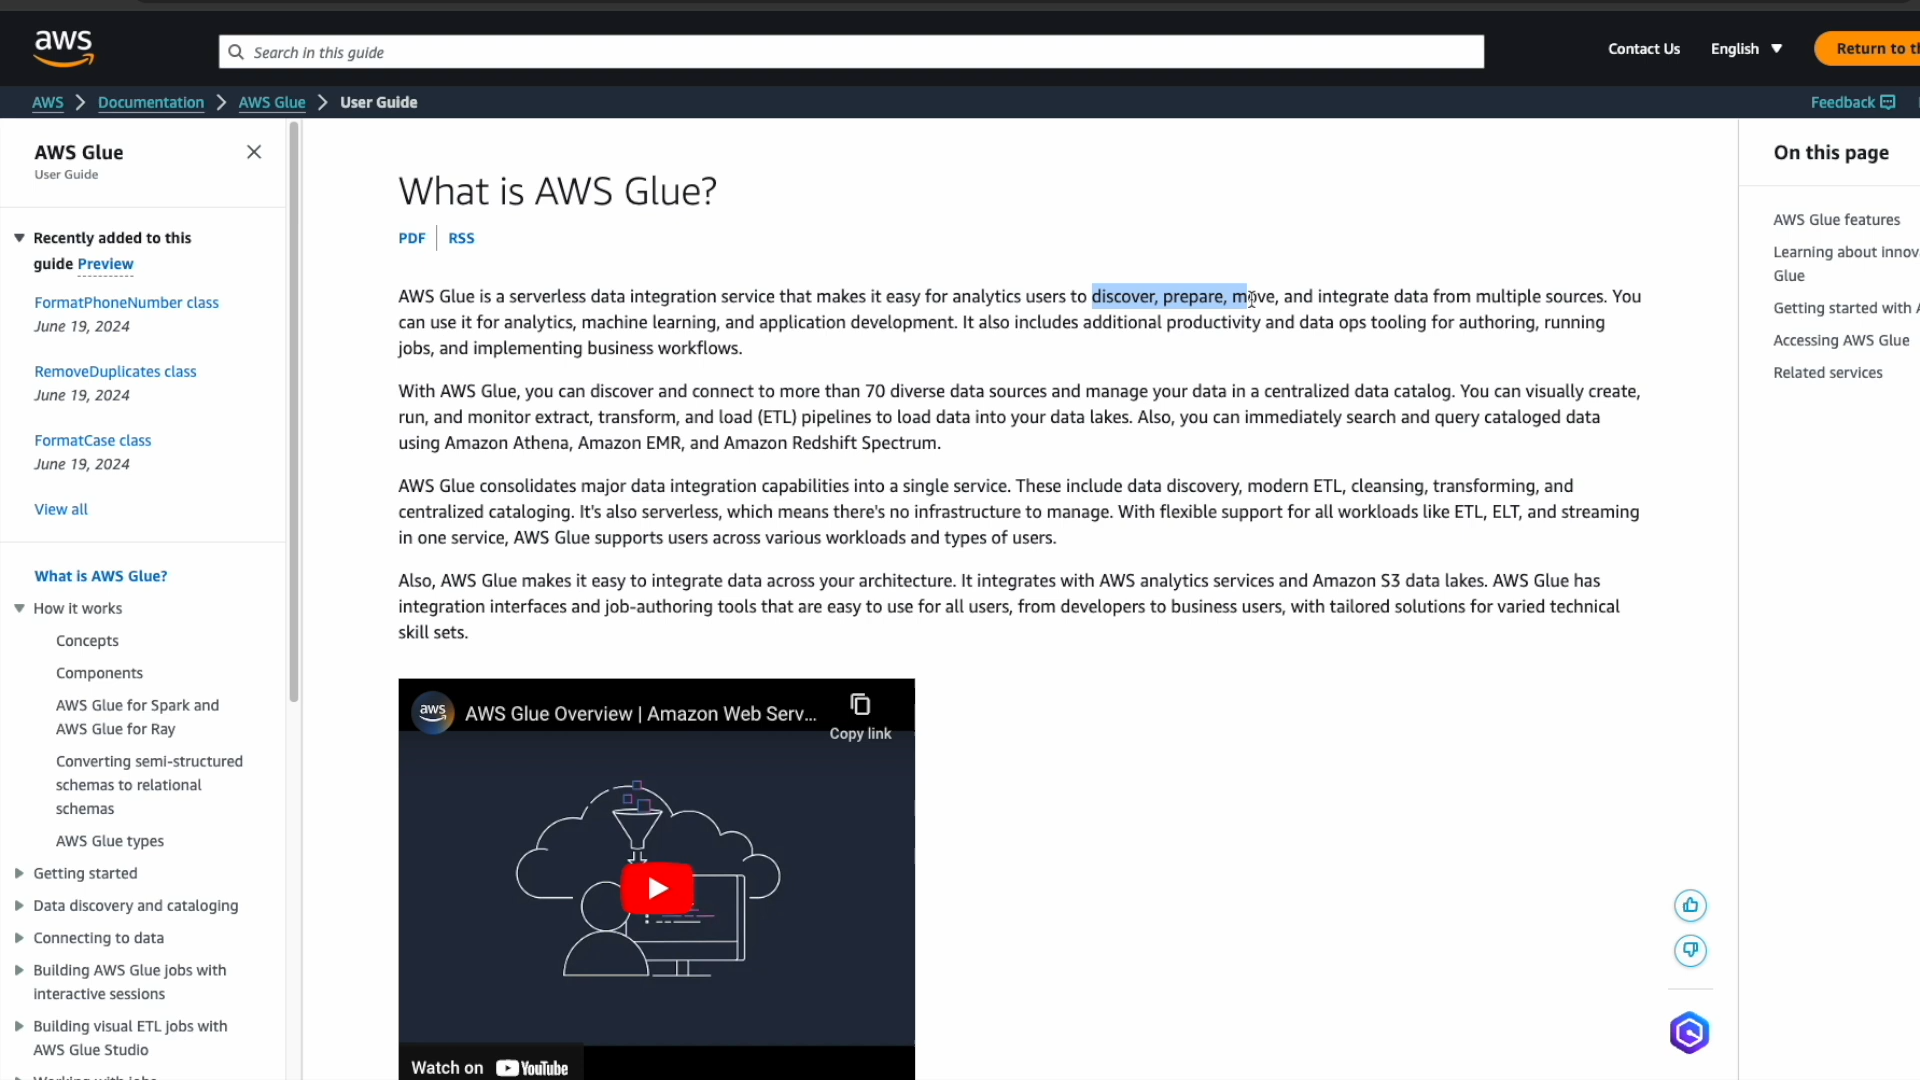 aws
Search in this guide
Contact Us
English
Return to th
AWS
Documentation
AWS Glue
User Guide
Feedback
AWS Glue
User Guide
Recently added to this
guide Preview
FormatPhoneNumber class
June 19, 2024
RemoveDuplicates class
June 19, 2024
FormatCase class
June 19, 2024
View all
What is AWS Glue?
How it works
Concepts
Components
AWS Glue for Spark and
AWS Glue for Ray
Converting semi-structured
schemas to relational
schemas
AWS Glue types
Getting started
Data discovery and cataloging
Connecting to data
Building AWS Glue jobs with
interactive sessions
Building visual ETL jobs with
AWS Glue Studio
What is AWS Glue?
PDF
RSS
AWS Glue is a serverless data integration service that makes it easy for analytics users to discover, prepare, move, and integrate data from multiple sources. You
can use it for analytics, machine learning, and application development. It also includes additional productivity and data ops tooling for authoring, running
jobs, and implementing business workflows.
With AWS Glue, you can discover and connect to more than 70 diverse data sources and manage your data in a centralized data catalog. You can visually create,
run, and monitor extract, transform, and load (ETL) pipelines to load data into your data lakes. Also, you can immediately search and query cataloged data
using Amazon Athena, Amazon EMR, and Amazon Redshift Spectrum.
AWS Glue consolidates major data integration capabilities into a single service. These include data discovery, modern ETL, cleansing, transforming, and
centralized cataloging. It's also serverless, which means there's no infrastructure to manage. With flexible support for all workloads like ETL, ELT, and streaming
in one service, AWS Glue supports users across various workloads and types of users.
Also, AWS Glue makes it easy to integrate data across your architecture. It integrates with AWS analytics services and Amazon S3 data lakes. AWS Glue has
integration interfaces and job-authoring tools that are easy to use for all users, from developers to business users, with tailored solutions for varied technical
skill sets.
aws
AWS Glue Overview | Amazon Web Serv...
Copy link
Watch on YouTube
On this page
AWS Glue features
Learning about innov
Glue
Getting started with A
Accessing AWS Glue
Related services